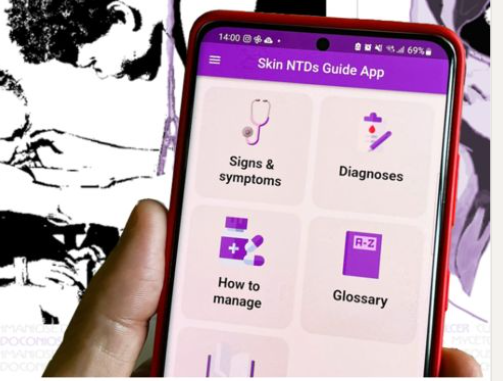 14:00
69%
Skin NTDs Guide App
Signs &
symptoms
Diagnoses
How to
manage
A-Z
Glossary